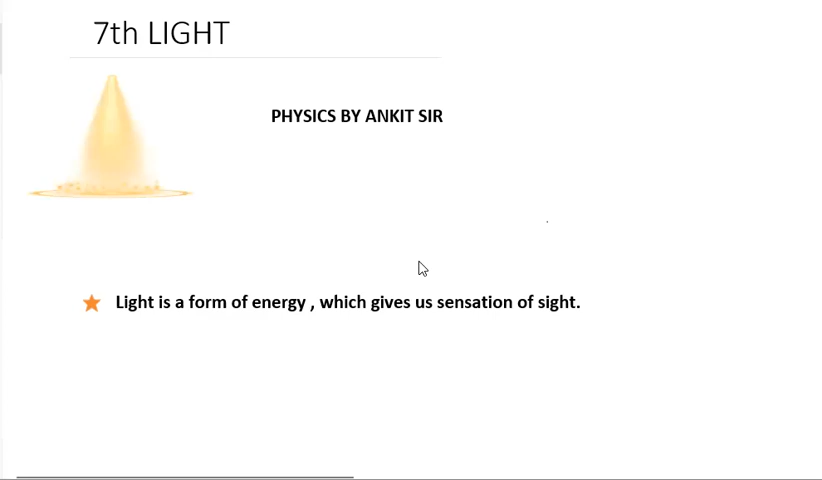 7th LIGHT
PHYSICS BY ANKIT SIR
Light is a form of energy , which gives us sensation of sight.